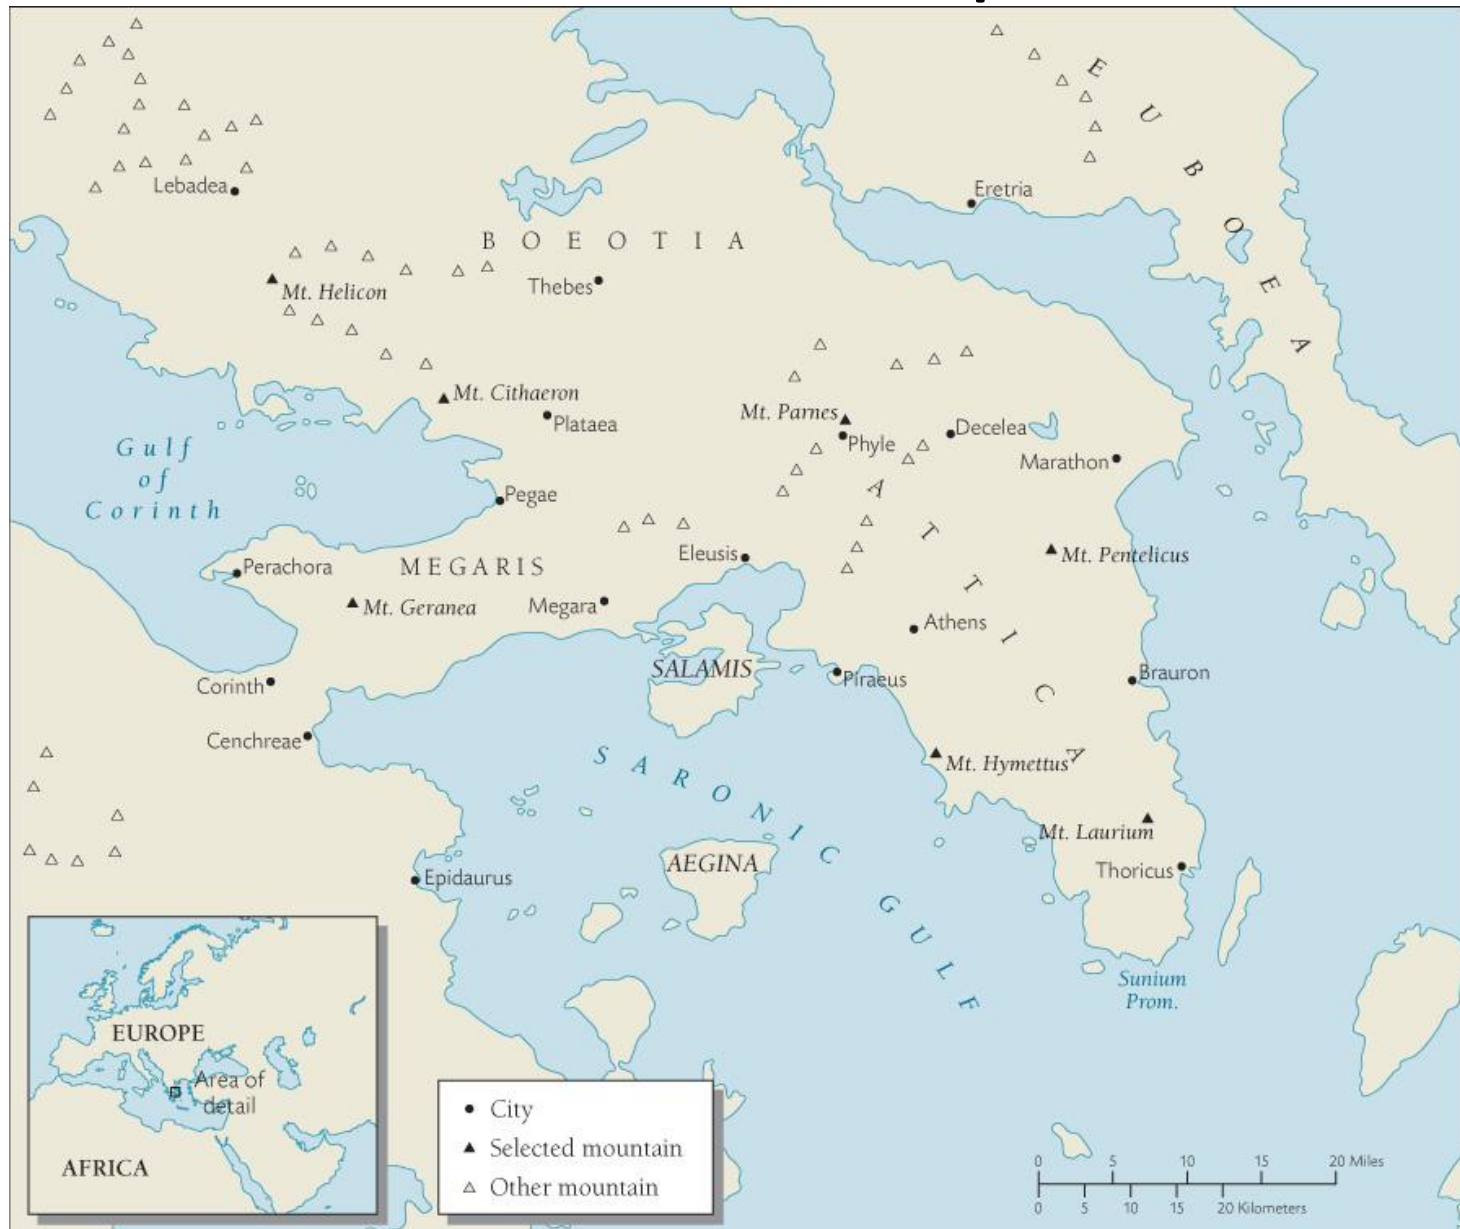 EUBOEA
Lebadea
Eretria
BOEOTIA
Mt. Helicon
Thebes
Mt. Cithaeron
Plataea
Mt. Parnes
Phyle
Decelea
Marathon
Gulf
of
Corinth
Pegae
ATTICA
Eleusis
Mt. Pentelicus
Perachora
MEGARIS
Mt. Geranea
Megara
Athens
SALAMIS
Corinth
Piraeus
Brauron
Cenchreae
SARONIC GULF
Mt. Hymettus
Mt. Laurium
AEGINA
Thoricus
Epidaurus
Sunium
Prom.
EUROPE
Area of
detail
AFRICA
City
Selected mountain
Other mountain
0 5 10 15 20 Miles
0 5 10 15 20 Kilometers